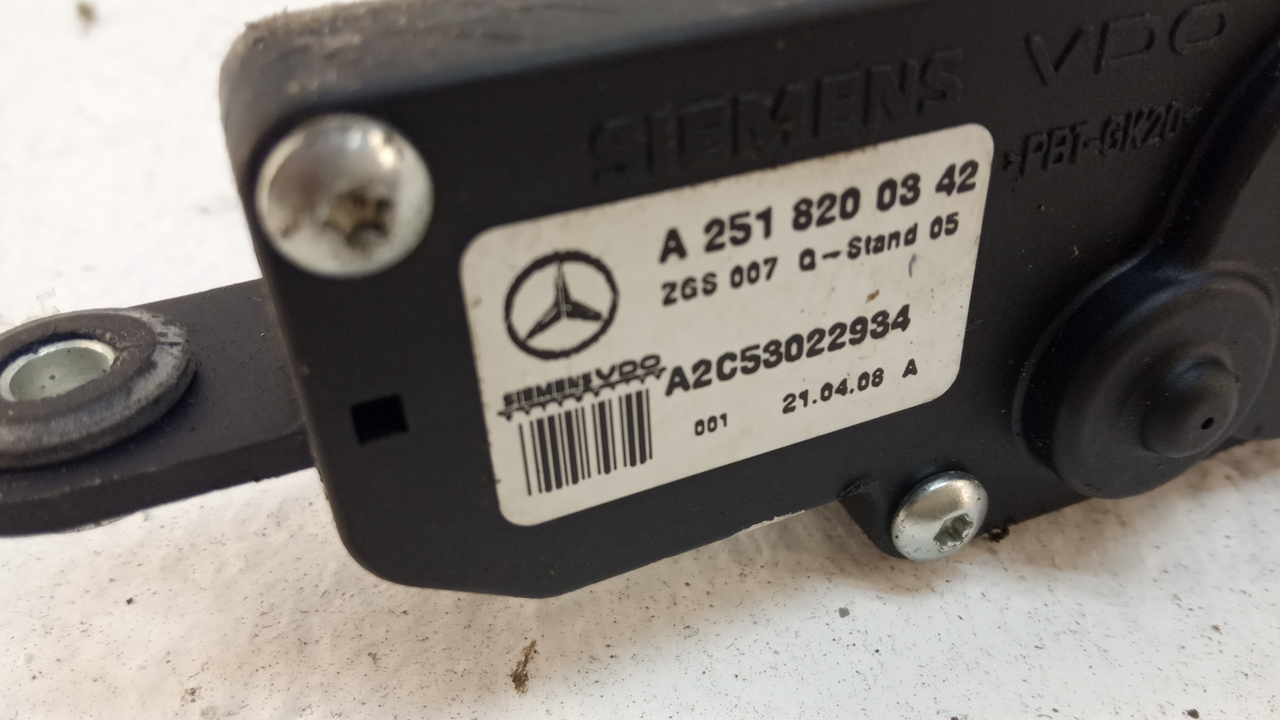 SIEMENS VDO
>PBT-GK20<
A 251 820 03 42
ZGS 007 Q-Stand 05
SIEMENS VDO A2C53022934
001 21.04.08 A